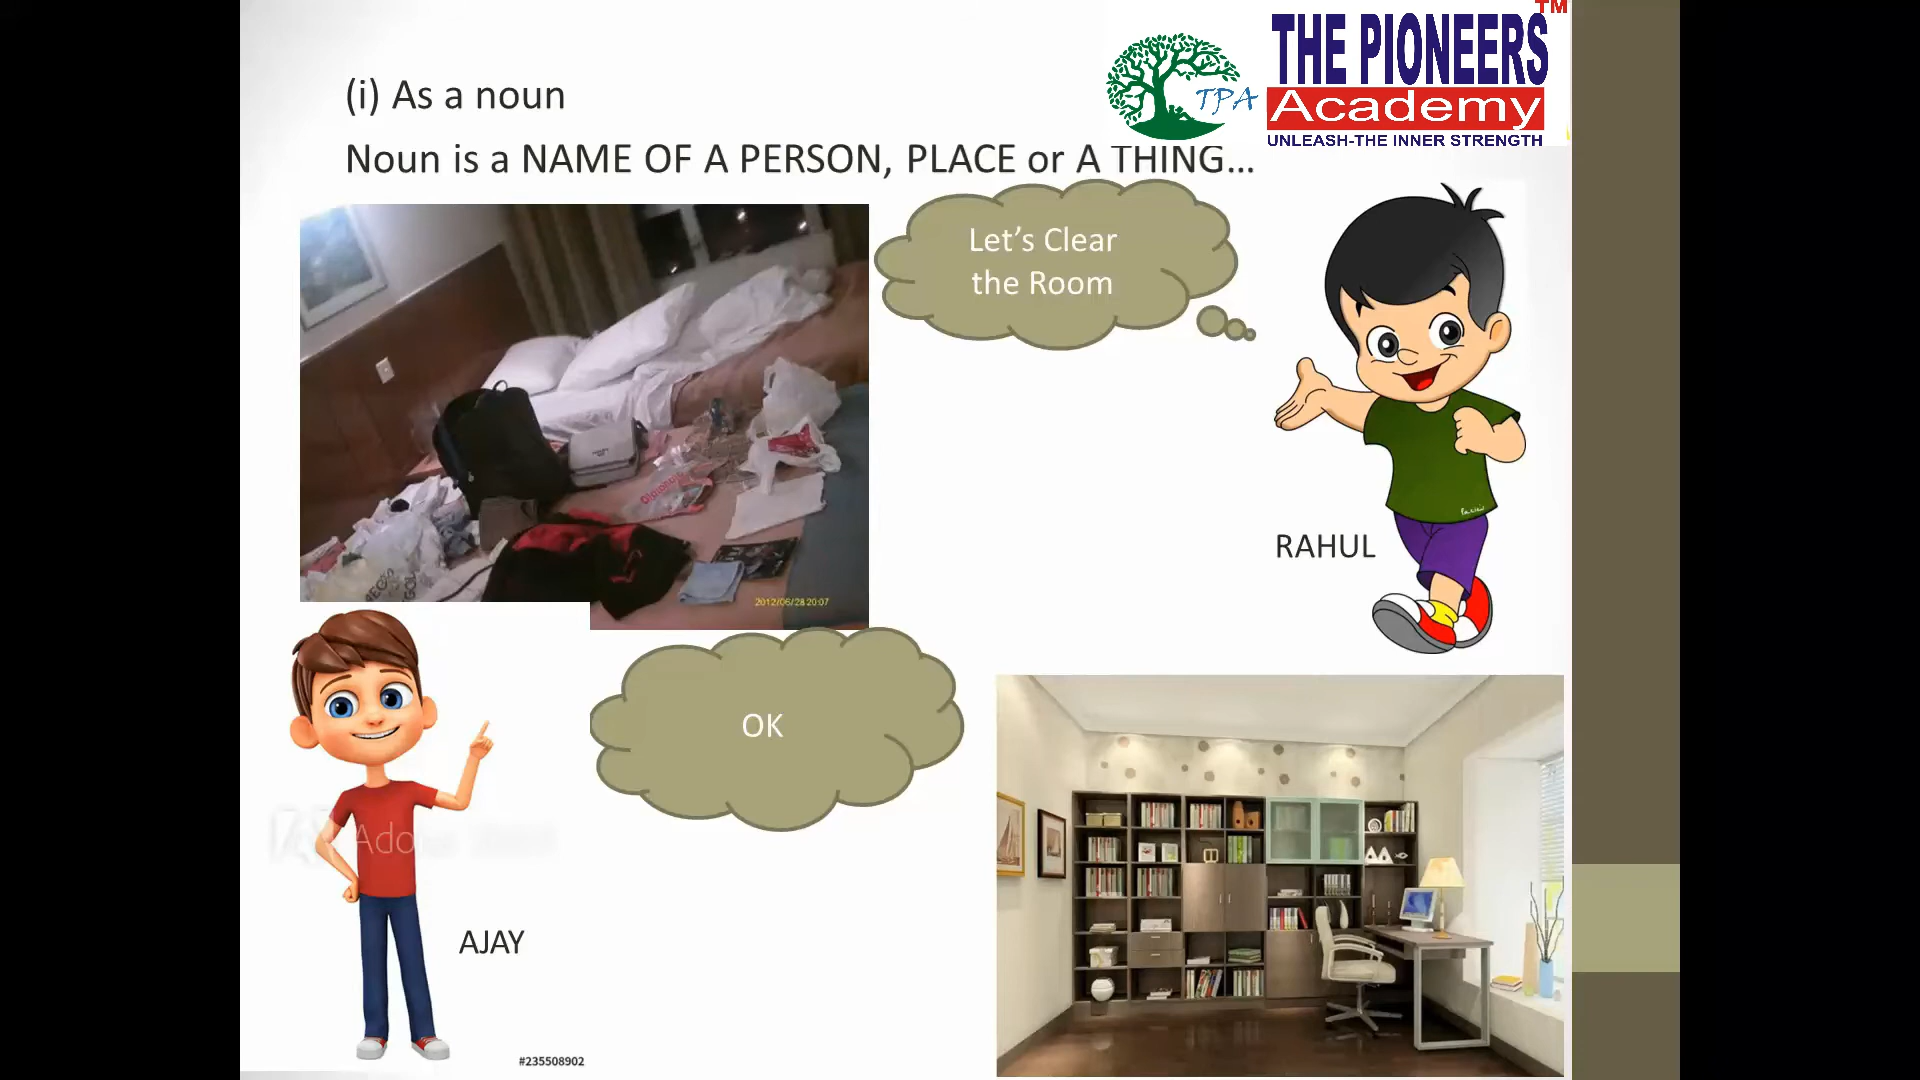 TM
THE PIONEERS
TPA
Academy
UNLEASH-THE INNER STRENGTH
(i) As a noun
Noun is a NAME OF A PERSON, PLACE or A THING...
Let's Clear
the Room
RAHUL
2012/06/28 20:07
OK
AJAY
#235508902